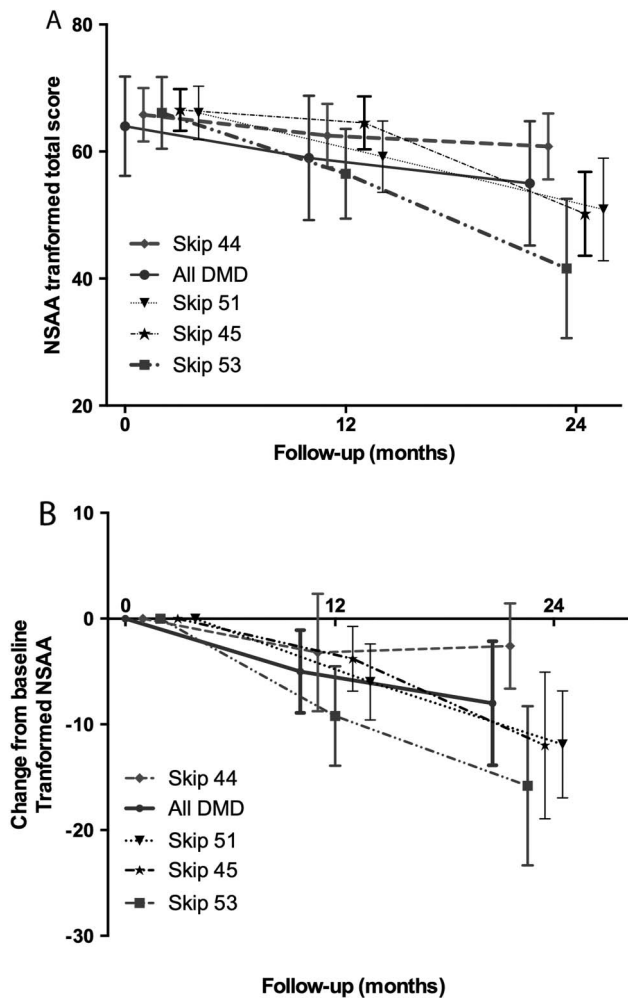 A
80
60
40
20
NSAA tranformed total score
Skip 44
All DMD
Skip 51
Skip 45
Skip 53
0 12 24
Follow-up (months)
B
10
0
-10
-20
-30
Change from baseline
Tranformed NSAA
0 12 24
Skip 44
All DMD
Skip 51
Skip 45
Skip 53
Follow-up (months)